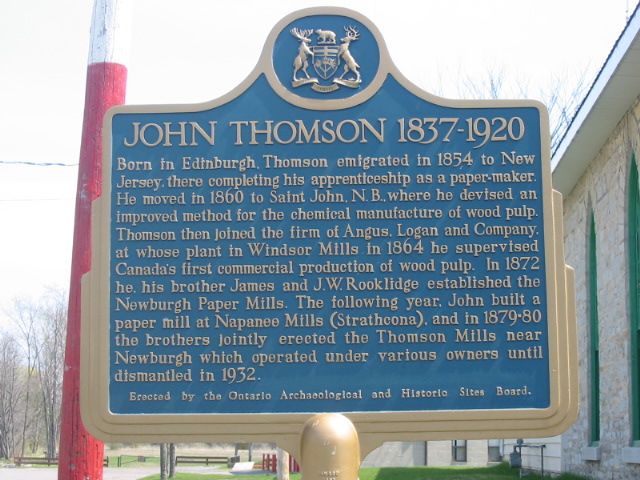 JOHN THOMSON 1837-1920
Born in Edinburgh, Thomson emigrated in 1854 to New
Jersey, there completing his apprenticeship as a paper-maker.
He moved in 1860 to Saint John, N.B., where he devised an
improved method for the chemical manufacture of wood pulp.
Thomson then joined the firm of Angus, Logan and Company,
at whose plant in Windsor Mills in 1864 he supervised
Canada's first commercial production of wood pulp. In 1872
he, his brother James and J.W. Rooklidge established the
Newburgh Paper Mills. The following year, John built a
paper mill at Napanee Mills (Strathcona), and in 1879-80
the brothers jointly erected the Thomson Mills near
Newburgh which operated under various owners until
dismantled in 1932.
Erected by the Ontario Archaeological and Historic Sites Board.